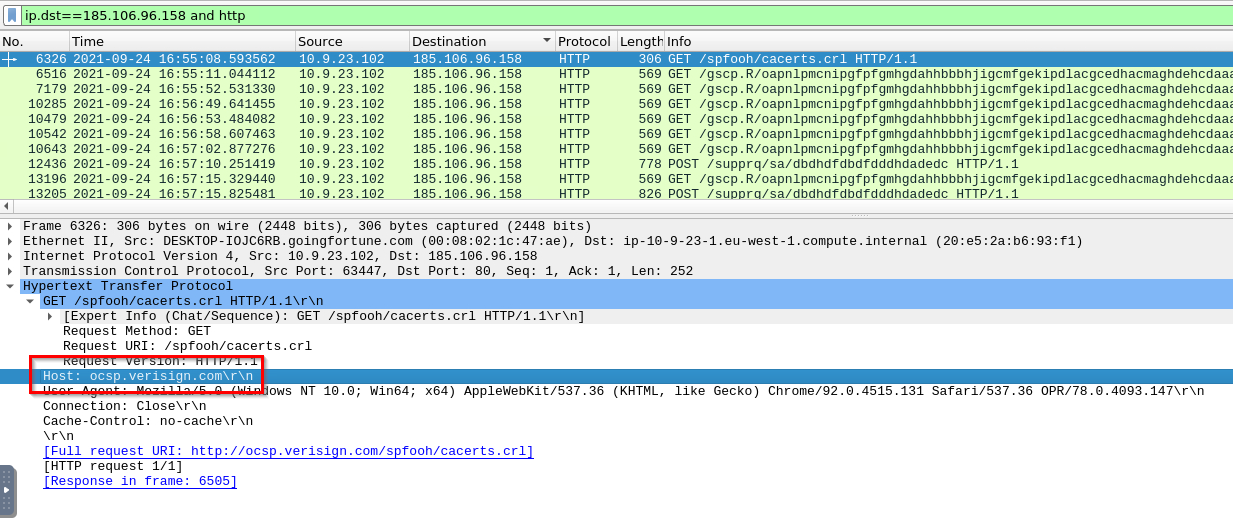 ip.dst==185.106.96.158 and http
No. Time Source Destination Protocol Length Info
6326 2021-09-24 16:55:08.593562 10.9.23.102 185.106.96.158 HTTP 306 GET /spfooh/cacerts.crl HTTP/1.1
6516 2021-09-24 16:55:11.044112 10.9.23.102 185.106.96.158 HTTP 569 GET /gscp.R/oapnlpmcnipgfpfgmhgdahhbbbhjigcmfgekipdlacgcedhacmaghdehcdaaa
7179 2021-09-24 16:55:52.531330 10.9.23.102 185.106.96.158 HTTP 569 GET /gscp.R/oapnlpmcnipgfpfgmhgdahhbbbhjigcmfgekipdlacgcedhacmaghdehcdaaa
10285 2021-09-24 16:56:49.641455 10.9.23.102 185.106.96.158 HTTP 569 GET /gscp.R/oapnlpmcnipgfpfgmhgdahhbbbhjigcmfgekipdlacgcedhacmaghdehcdaaa
10479 2021-09-24 16:56:53.484082 10.9.23.102 185.106.96.158 HTTP 569 GET /gscp.R/oapnlpmcnipgfpfgmhgdahhbbbhjigcmfgekipdlacgcedhacmaghdehcdaaa
10542 2021-09-24 16:56:58.607463 10.9.23.102 185.106.96.158 HTTP 569 GET /gscp.R/oapnlpmcnipgfpfgmhgdahhbbbhjigcmfgekipdlacgcedhacmaghdehcdaaa
10643 2021-09-24 16:57:02.877276 10.9.23.102 185.106.96.158 HTTP 569 GET /gscp.R/oapnlpmcnipgfpfgmhgdahhbbbhjigcmfgekipdlacgcedhacmaghdehcdaaa
12436 2021-09-24 16:57:10.251419 10.9.23.102 185.106.96.158 HTTP 778 POST /supprq/sa/dbdhdfdbdfdddhdadedc HTTP/1.1
13196 2021-09-24 16:57:15.329440 10.9.23.102 185.106.96.158 HTTP 569 GET /gscp.R/oapnlpmcnipgfpfgmhgdahhbbbhjigcmfgekipdlacgcedhacmaghdehcdaaa
13205 2021-09-24 16:57:15.825481 10.9.23.102 185.106.96.158 HTTP 826 POST /supprq/sa/dbdhdfdbdfdddhdadedc HTTP/1.1
Frame 6326: 306 bytes on wire (2448 bits), 306 bytes captured (2448 bits)
Ethernet II, Src: DESKTOP-IOJC6RB.goingfortune.com (00:08:02:1c:47:ae), Dst: ip-10-9-23-1.eu-west-1.compute.internal (20:e5:2a:b6:93:f1)
Internet Protocol Version 4, Src: 10.9.23.102, Dst: 185.106.96.158
Transmission Control Protocol, Src Port: 63447, Dst Port: 80, Seq: 1, Ack: 1, Len: 252
Hypertext Transfer Protocol
GET /spfooh/cacerts.crl HTTP/1.1\r\n
[Expert Info (Chat/Sequence): GET /spfooh/cacerts.crl HTTP/1.1\r\n]
Request Method: GET
Request URI: /spfooh/cacerts.crl
Request Version: HTTP/1.1
Host: ocsp.verisign.com\r\n
User-Agent: Mozilla/5.0 (Windows NT 10.0; Win64; x64) AppleWebKit/537.36 (KHTML, like Gecko) Chrome/92.0.4515.131 Safari/537.36 OPR/78.0.4093.147\r\n
Connection: Close\r\n
Cache-Control: no-cache\r\n
\r\n
[Full request URI: http://ocsp.verisign.com/spfooh/cacerts.crl]
[HTTP request 1/1]
[Response in frame: 6505]